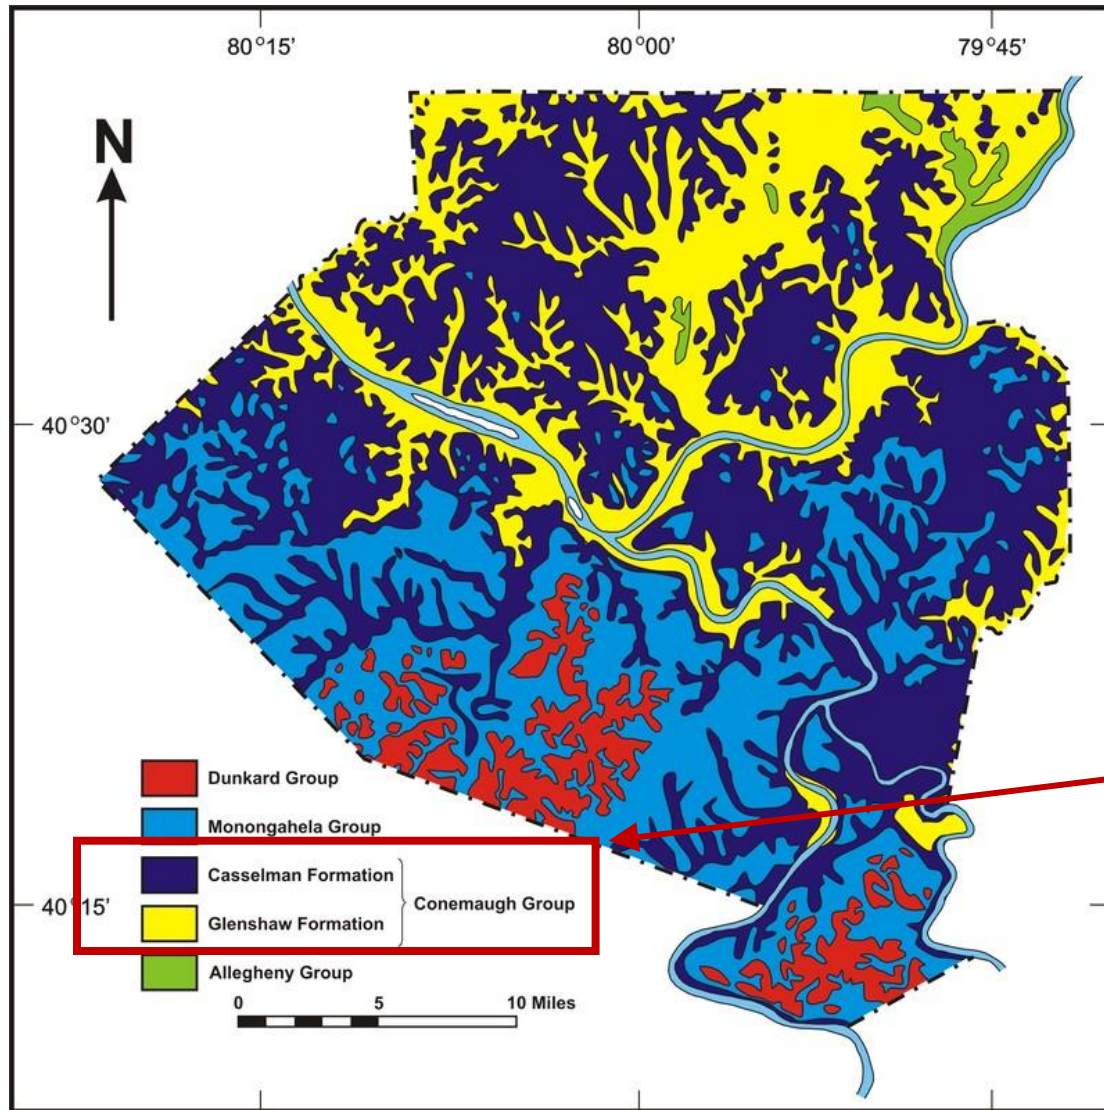 80°15’ 80°00’ 79°45’
N
40°30’
Dunkard Group
Monongahela Group
Casselman Formation
Conemaugh Group
40°15’
Glenshaw Formation
Allegheny Group
0 5 10 Miles